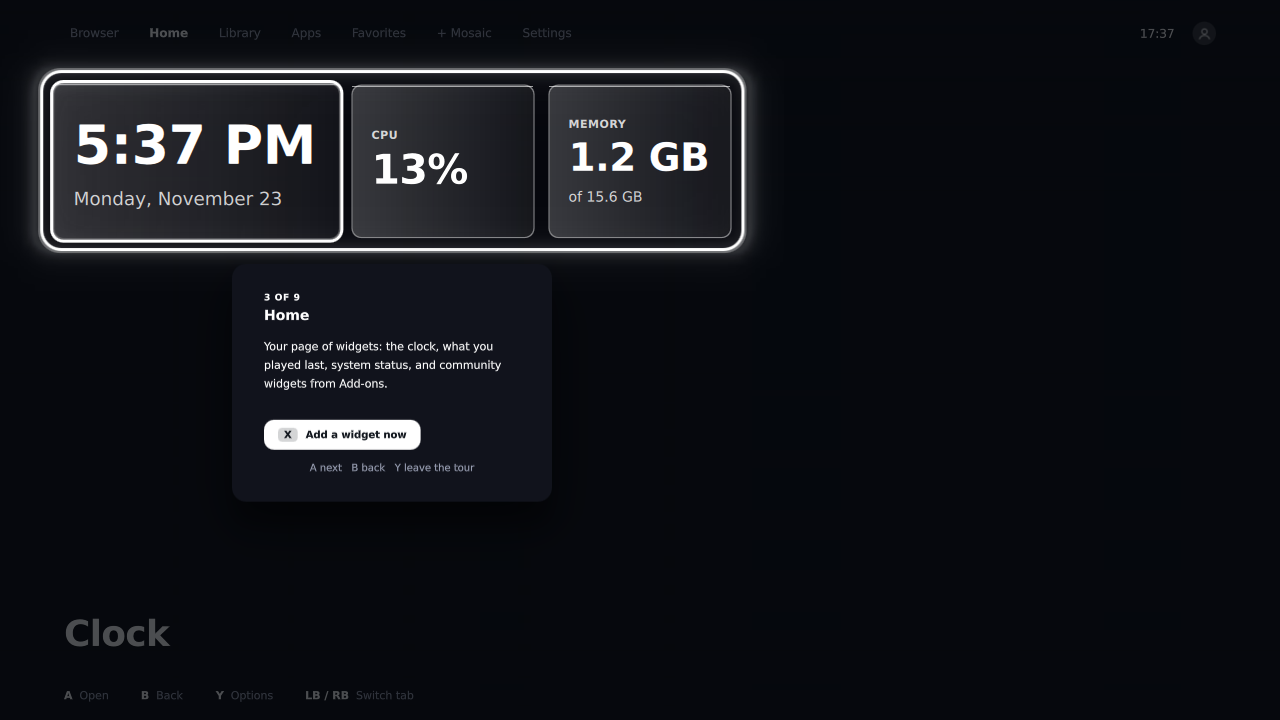 Browser Home Library Apps Favorites + Mosaic Settings 17:37
5:37 PM
Monday, November 23
CPU
13%
MEMORY
1.2 GB
of 15.6 GB
3 OF 9
Home
Your page of widgets: the clock, what you
played last, system status, and community
widgets from Add-ons.
X Add a widget now
A next B back Y leave the tour
Clock
A Open B Back Y Options LB / RB Switch tab